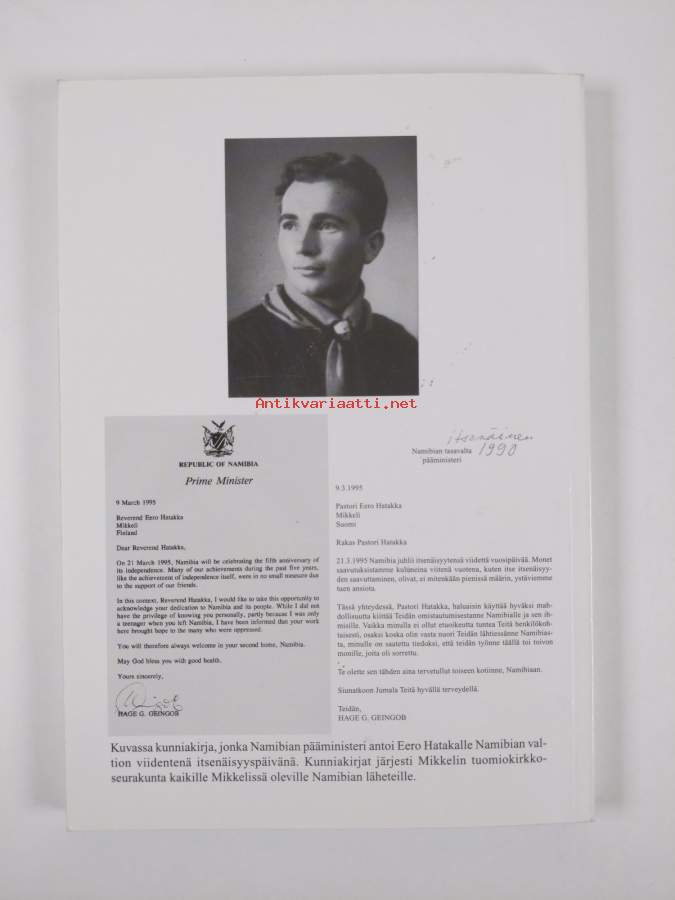 Antikvariaatti.net
REPUBLIC OF NAMIBIA
Prime Minister
9 March 1995
Reverend Eero Hatakka
Mikkeli
Finland
Dear Reverend Hatakka,
On 21 March 1995, Namibia will be celebrating the fifth anniversary of
its independence. Many of our achievements during the past five years,
like the achievement of independence itself, were in no small measure due
to the support of our friends.
In this context, Reverend Hatakka, I would like to take this opportunity to
acknowledge your dedication to Namibia and its people. While I did not
have the privilege of knowing you personally, partly because I was only
a teenager when you left Namibia, I have been informed that your work
here brought hope to the many who were oppressed.
You will therefore always welcome in your second home, Namibia.
May God bless you with good health.
Yours sincerely,
HAGE G. GEINGOB
itsenäinen
1990
Namibian tasavalta
pääministeri
9.3.1995
Pastori Eero Hatakka
Mikkeli
Suomi
Rakas Pastori Hatakka
21.3.1995 Namibia juhlii itsenäisyytensä viidettä vuosipäivää. Monet
saavutuksistamme kuluneina viitenä vuotena, kuten itse itsenäisyy-
den saavuttaminen, olivat, ei mitenkään pienissä määrin, ystäviemme
tuen ansiota.
Tässä yhteydessä, Pastori Hatakka, haluaisin käyttää hyväksi mah-
dollisuutta kiittää Teidän omistautumisestanne Namibialle ja sen ih-
misille. Vaikka minulla ei ollut etuoikeutta tuntea Teitä henkilökoh-
taisesti, osaksi koska olin vasta nuori Teidän lähtiessänne Namibias-
ta, minulle on saatettu tiedoksi, että teidän työnne täällä toi toivon
monille, joita oli sorrettu.
Te olette sen tähden aina tervetullut toiseen kotiinne, Namibiaan.
Siunatkoon Jumala Teitä hyvällä terveydellä.
Teidän,
HAGE G. GEINGOB
Kuvassa kunniakirja, jonka Namibian pääministeri antoi Eero Hatakalle Namibian val-
tion viidentenä itsenäisyyspäivänä. Kunniakirjat järjesti Mikkelin tuomiokirkko-
seurakunta kaikille Mikkelissä oleville Namibian läheteille.